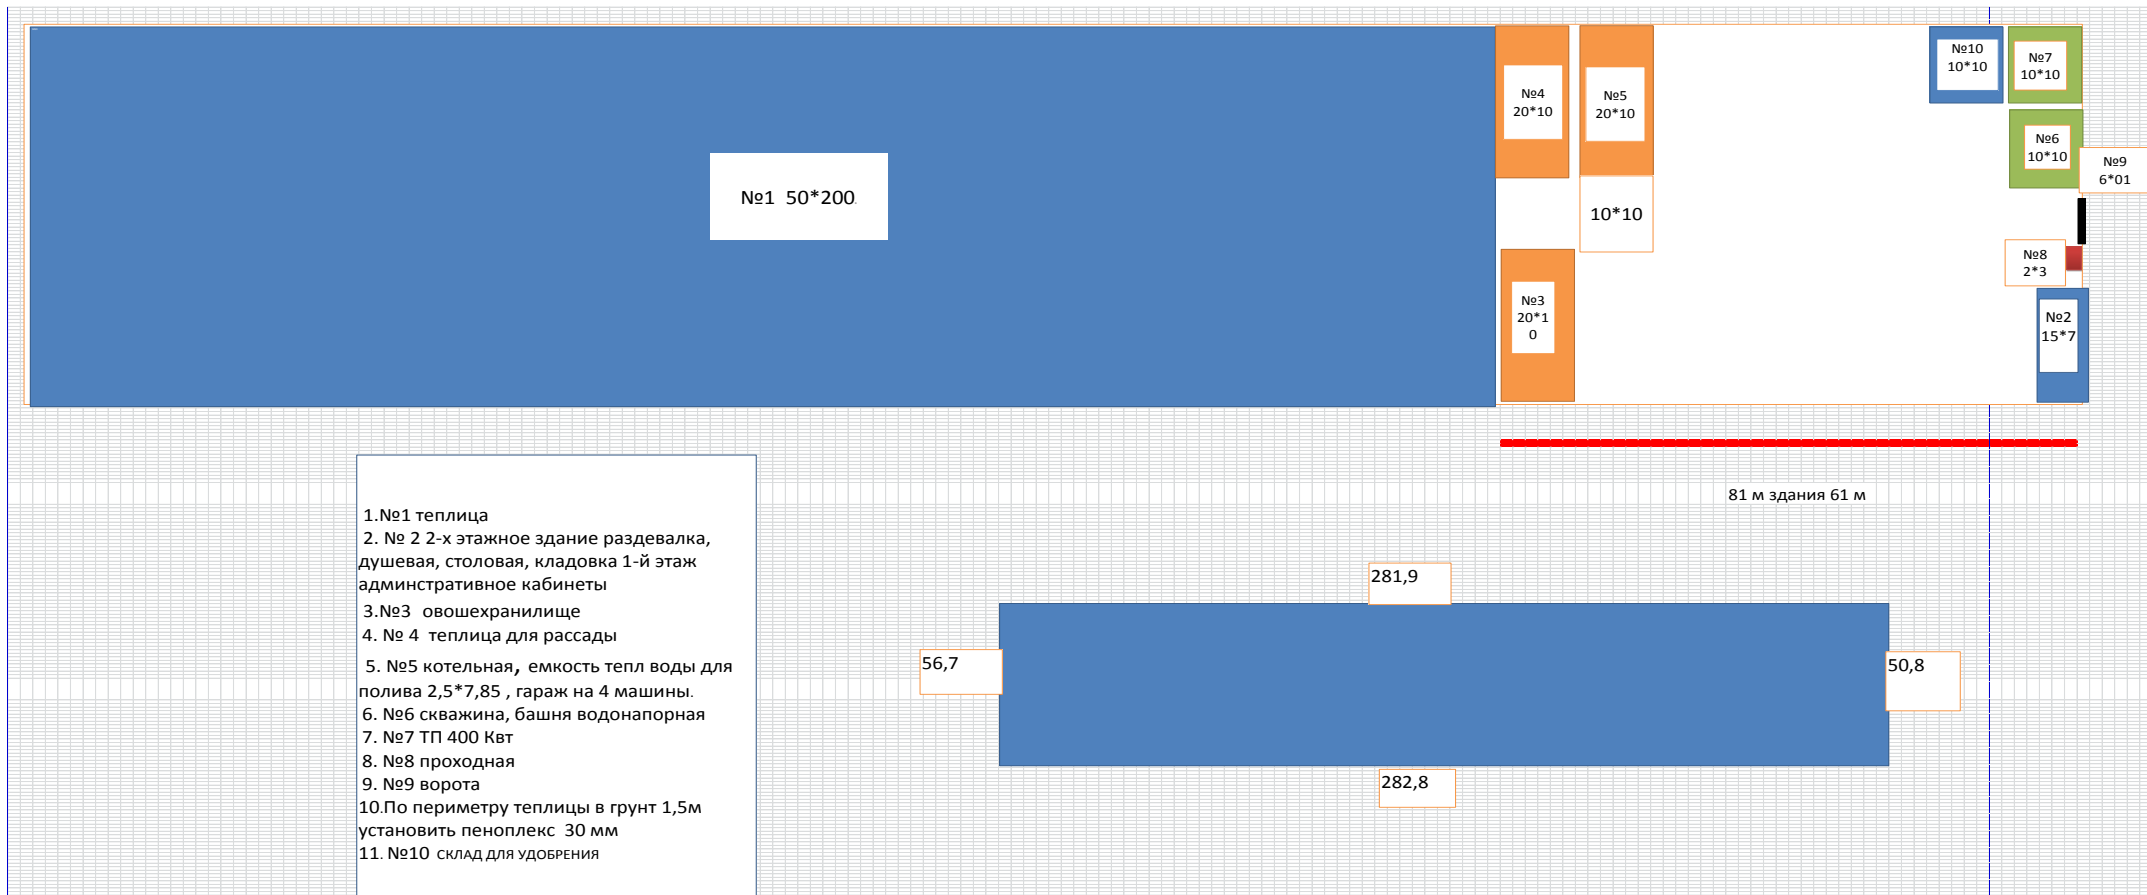 №1 50*200.
№4
20*10
№5
20*10
10*10
№3
20*1
0
№10
10*10
№7
10*10
№6
10*10
№9
6*01
№8
2*3
№2
15*7
81 м здания 61 м
1.№1 теплица
2. № 2 2-х этажное здание раздевалка,
душевая, столовая, кладовка 1-й этаж
админстративное кабинеты
3.№3 овошехранилище
4. № 4 теплица для рассады
5. №5 котельная, емкость тепл воды для
полива 2,5*7,85 , гараж на 4 машины.
6. №6 скважина, башня водонапорная
7. №7 ТП 400 Квт
8. №8 проходная
9. №9 ворота
10.По периметру теплицы в грунт 1,5м
установить пеноплекс 30 мм
11. №10 СКЛАД ДЛЯ УДОБРЕНИЯ
281,9
56,7
50,8
282,8